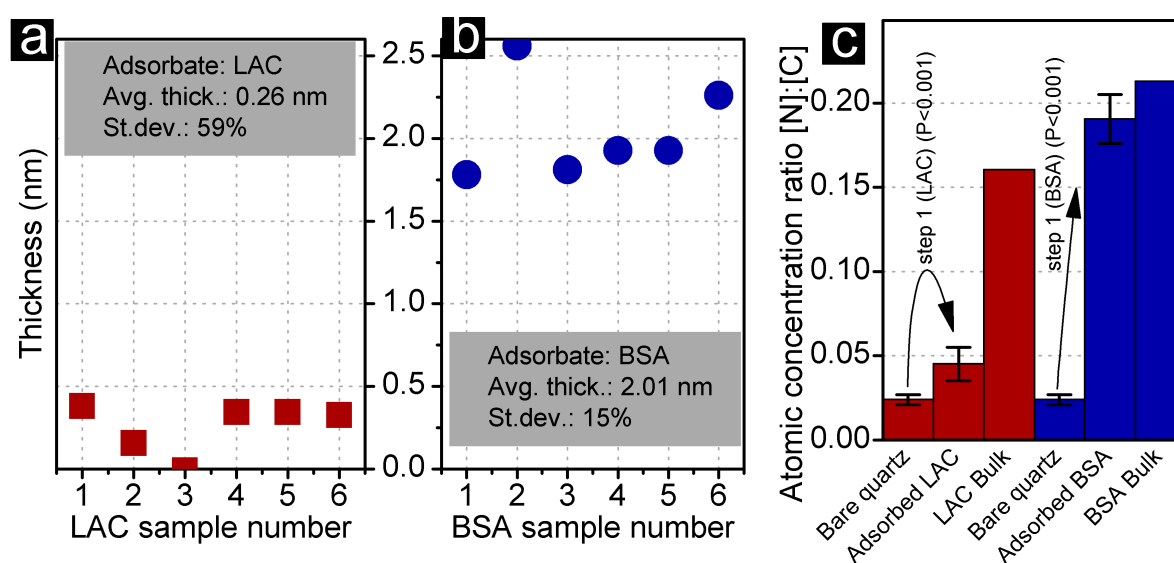 a
Adsorbate: LAC
Avg. thick.: 0.26 nm
St.dev.: 59%
Thickness (nm)
1 2 3 4 5 6
LAC sample number
2.5
2.0
1.5
1.0
0.5
0.0
b
Adsorbate: BSA
Avg. thick.: 2.01 nm
St.dev.: 15%
1 2 3 4 5 6
BSA sample number
c
Atomic concentration ratio [N]:[C]
0.20
0.15
0.10
0.05
0.00
step 1 (LAC) (P<0.001)
step 1 (BSA) (P<0.001)
Bare quartz
Adsorbed LAC
LAC Bulk
Bare quartz
Adsorbed BSA
BSA Bulk